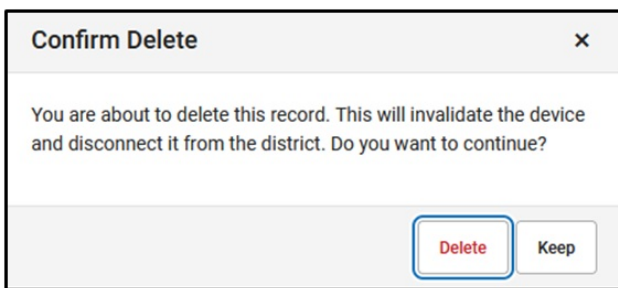 Confirm Delete ×
You are about to delete this record. This will invalidate the device
and disconnect it from the district. Do you want to continue?
Delete Keep